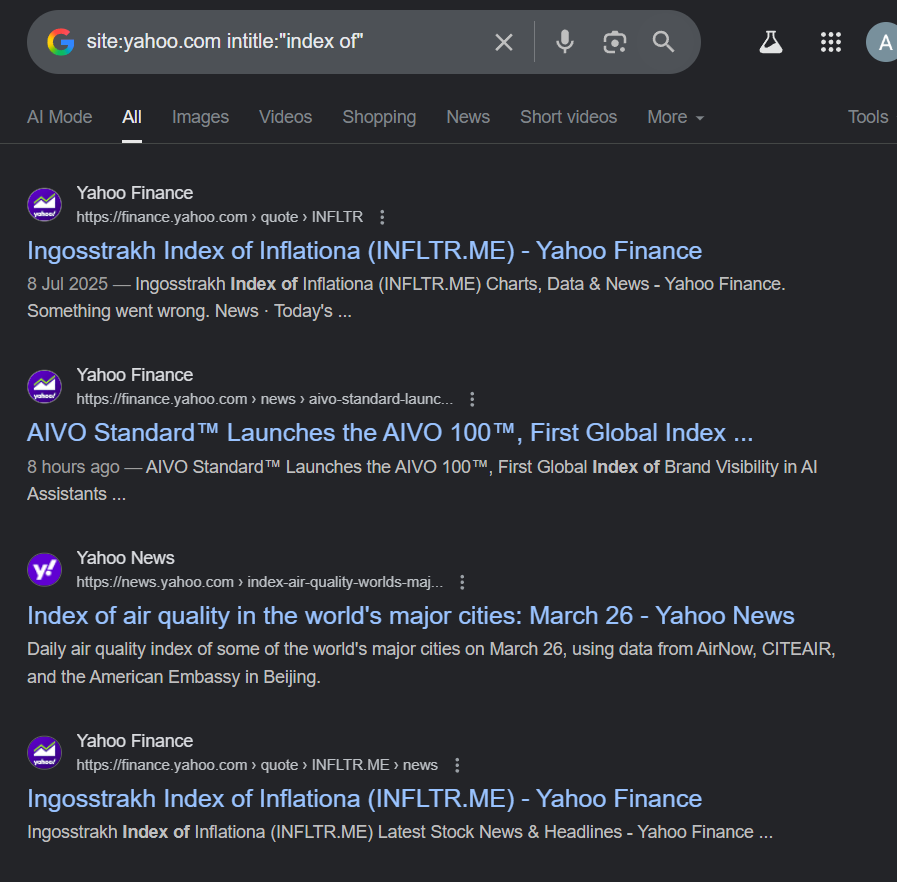 site:yahoo.com intitle:"index of"
A
AI Mode All Images Videos Shopping News Short videos More Tools
Yahoo Finance
https://finance.yahoo.com › quote › INFLTR
yahoo!
Ingosstrakh Index of Inflationa (INFLTR.ME) - Yahoo Finance
8 Jul 2025 — Ingosstrakh Index of Inflationa (INFLTR.ME) Charts, Data & News - Yahoo Finance.
Something went wrong. News · Today's ...
Yahoo Finance
https://finance.yahoo.com › news › aivo-standard-launc...
yahoo!
AIVO Standard™ Launches the AIVO 100™, First Global Index ...
8 hours ago — AIVO Standard™ Launches the AIVO 100™, First Global Index of Brand Visibility in AI
Assistants ...
Yahoo News
y!
https://news.yahoo.com › index-air-quality-worlds-maj...
Index of air quality in the world's major cities: March 26 - Yahoo News
Daily air quality index of some of the world's major cities on March 26, using data from AirNow, CITEAIR,
and the American Embassy in Beijing.
Yahoo Finance
https://finance.yahoo.com › quote › INFLTR.ME › news
yahoo!
Ingosstrakh Index of Inflationa (INFLTR.ME) - Yahoo Finance
Ingosstrakh Index of Inflationa (INFLTR.ME) Latest Stock News & Headlines - Yahoo Finance ...